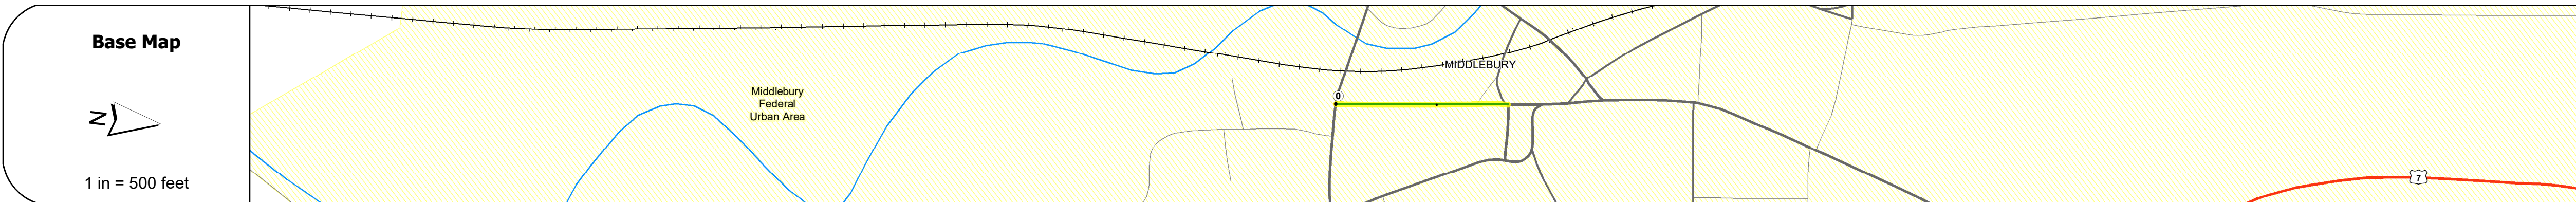 Base Map
N
1 in = 500 feet
Middlebury
Federal
Urban Area
0
MIDDLEBURY
7